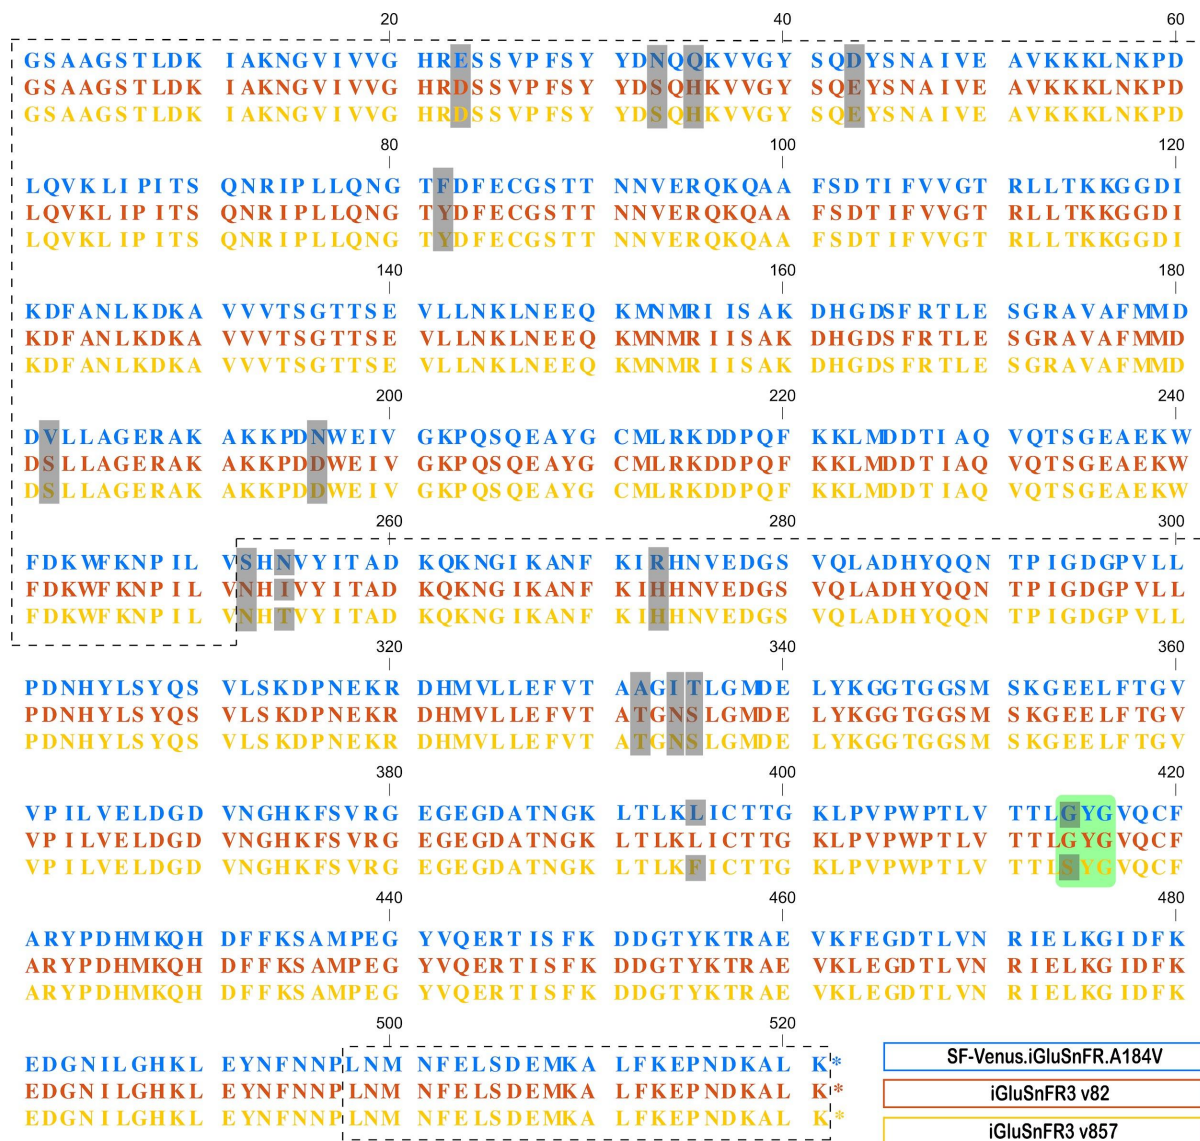 20 40 60
GSAAGSTLDK IAKNGVIVVG HRESSVPFSY YDNQQKVVGY SQDYSNAIVE AVKKKLNKPD
GSAAGSTLDK IAKNGVIVVG HRDSSVPFSY YDSQHKVVGY SQEYSNAIVE AVKKKLNKPD
GSAAGSTLDK IAKNGVIVVG HRDSSVPFSY YDSQHKVVGY SQEYSNAIVE AVKKKLNKPD
80 100 120
LQVKLIPITS QNRIPLLQNG TFDFECGSTT NNVERQKQAA FSDTIFVVGT RLLTKKGGDI
LQVKLIPITS QNRIPLLQNG TYDFECGSTT NNVERQKQAA FSDTIFVVGT RLLTKKGGDI
LQVKLIPITS QNRIPLLQNG TYDFECGSTT NNVERQKQAA FSDTIFVVGT RLLTKKGGDI
140 160 180
KDFANLKDKA VVVTSGTTSE VLLNKLNEEQ KMNMRIISAK DHGDSFRTLE SGRAVAFMMD
KDFANLKDKA VVVTSGTTSE VLLNKLNEEQ KMNMRIISAK DHGDSFRTLE SGRAVAFMMD
KDFANLKDKA VVVTSGTTSE VLLNKLNEEQ KMNMRIISAK DHGDSFRTLE SGRAVAFMMD
200 220 240
DVLLAGERAK AKKPDNWEIV GKPQSQEAYG CMLRKDDPQF KKLMDDTIAQ VQTSGEAEKW
DSLLAGERAK AKKPDDWEIV GKPQSQEAYG CMLRKDDPQF KKLMDDTIAQ VQTSGEAEKW
DSLLAGERAK AKKPDDWEIV GKPQSQEAYG CMLRKDDPQF KKLMDDTIAQ VQTSGEAEKW
260 280 300
FDKWFKNPIL VSHNVYITAD KQKNGIKANF KIRHNVEDGS VQLADHYQQN TPIGDGPVLL
FDKWFKNPIL VNHIVYITAD KQKNGIKANF KIHHNVEDGS VQLADHYQQN TPIGDGPVLL
FDKWFKNPIL VNHTVYITAD KQKNGIKANF KIHHNVEDGS VQLADHYQQN TPIGDGPVLL
320 340 360
PDNHYLSYQS VLSKDPNEKR DHMVLLEFVT AAGITLGMDE LYKGGTGGSM SKGEELFTGV
PDNHYLSYQS VLSKDPNEKR DHMVLLEFVT ATGNSLGMDE LYKGGTGGSM SKGEELFTGV
PDNHYLSYQS VLSKDPNEKR DHMVLLEFVT ATGNSLGMDE LYKGGTGGSM SKGEELFTGV
380 400 420
VPILVELDGD VNGHKFSVRG EGEGDATNGK LTLKLICTTG KLPVPWPTLV TTLGYGVQCF
VPILVELDGD VNGHKFSVRG EGEGDATNGK LTLKLICTTG KLPVPWPTLV TTLGYGVQCF
VPILVELDGD VNGHKFSVRG EGEGDATNGK LTLKFICTTG KLPVPWPTLV TTLSYGVQCF
440 460 480
ARYPDHMKQH DFFKSAMPEG YVQERTISFK DDGTYKTRAE VKFEGDTLVN RIELKGIDFK
ARYPDHMKQH DFFKSAMPEG YVQERTISFK DDGTYKTRAE VKLEGDTLVN RIELKGIDFK
ARYPDHMKQH DFFKSAMPEG YVQERTISFK DDGTYKTRAE VKLEGDTLVN RIELKGIDFK
500 520
EDGNILGHKL EYNFNNPLNM NFELSDEMKA LFKEPNDKAL K*
EDGNILGHKL EYNFNNPLNM NFELSDEMKA LFKEPNDKAL K*
EDGNILGHKL EYNFNNPLNM NFELSDEMKA LFKEPNDKAL K*
SF-Venus.iGluSnFR.A184V
iGluSnFR3 v82
iGluSnFR3 v857